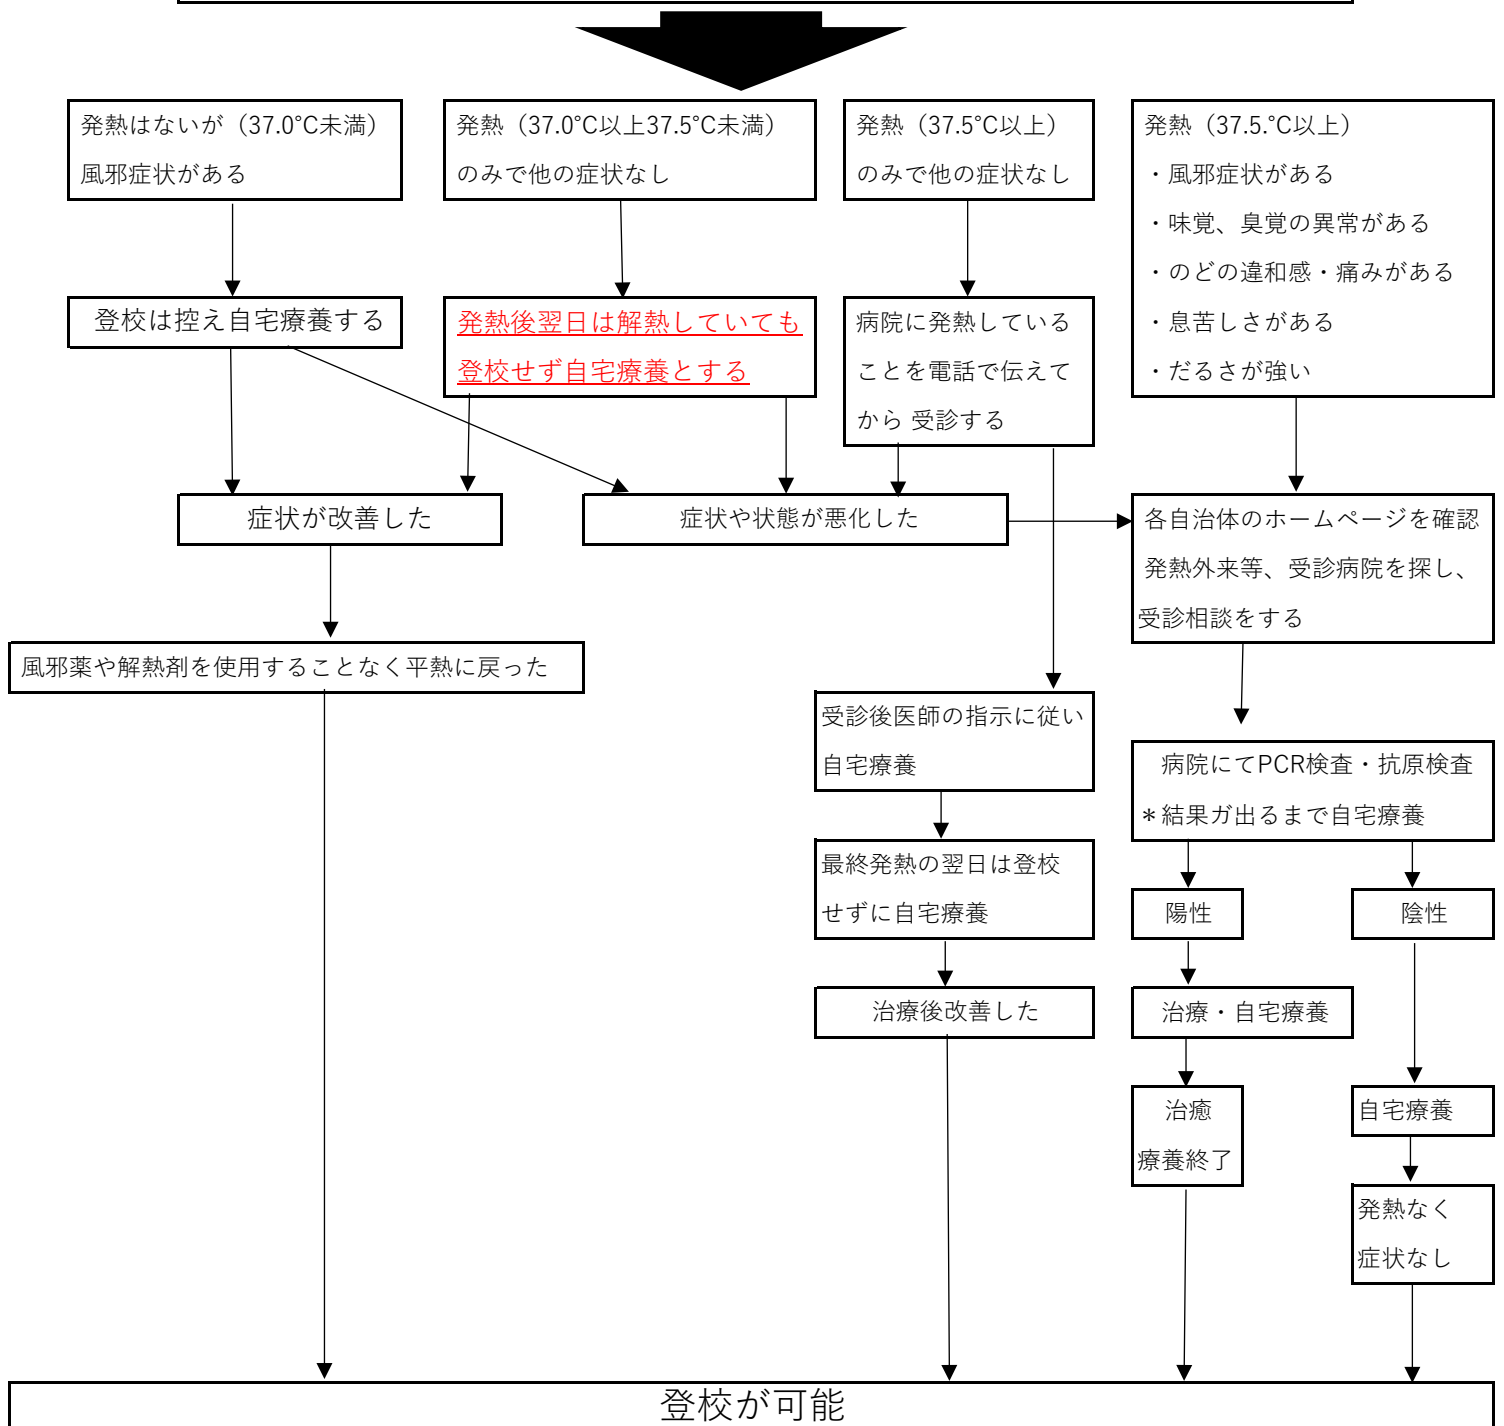 発熱はないが（37.0℃未満）
風邪症状がある
発熱（37.0℃以上37.5℃未満）
のみで他の症状なし
発熱（37.5℃以上）
のみで他の症状なし
発熱（37.5.℃以上）
・風邪症状がある
・味覚、臭覚の異常がある
・のどの違和感・痛みがある
・息苦しさがある
・だるさが強い
登校は控え自宅療養する
発熱後翌日は解熱していても
登校せず自宅療養とする
病院に発熱している
ことを電話で伝えて
から 受診する
症状が改善した
症状や状態が悪化した
各自治体のホームページを確認
発熱外来等、受診病院を探し、
受診相談をする
風邪薬や解熱剤を使用することなく平熱に戻った
受診後医師の指示に従い
自宅療養
病院にてPCR検査・抗原検査
＊結果ガ出るまで自宅療養
最終発熱の翌日は登校
せずに自宅療養
陽性
陰性
治療後改善した
治療・自宅療養
治癒
療養終了
自宅療養
発熱なく
症状なし
登校が可能